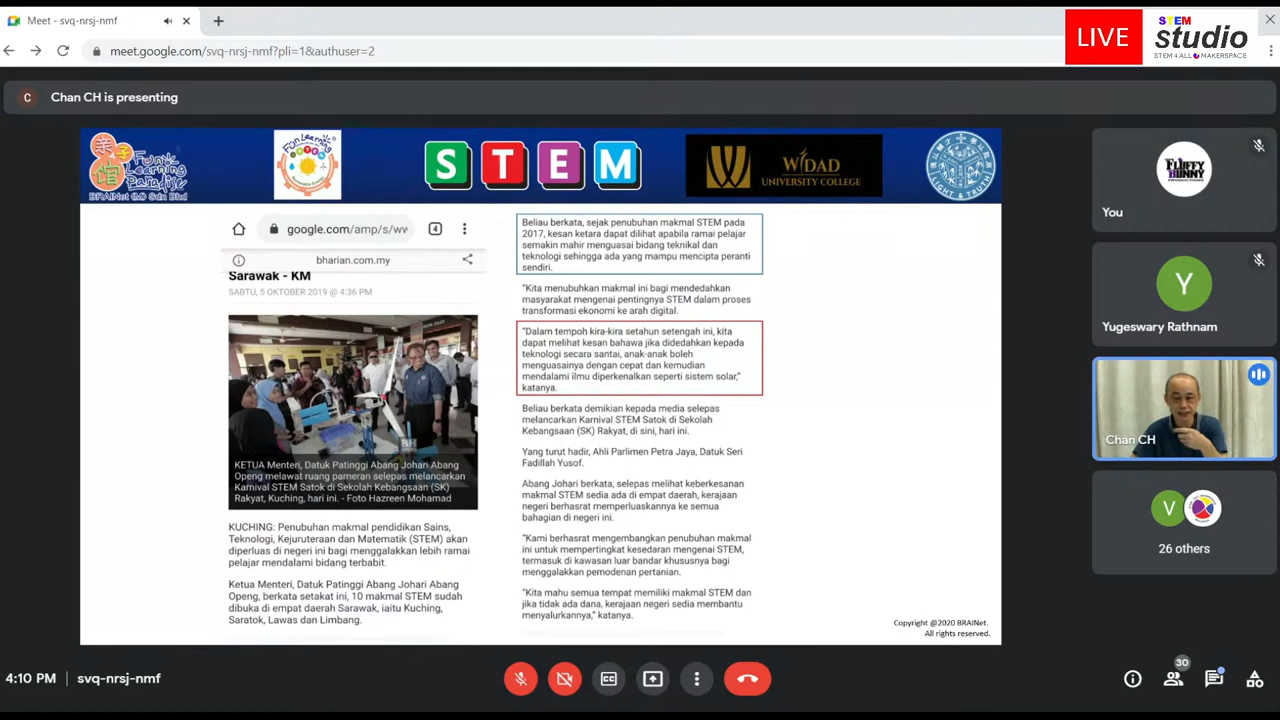 Meet - svq-nrsj-nmf
meet.google.com/svq-nrsj-nmf?pli=1&authuser=2
LIVE
STEM
studio
STEM 4 ALL MAKERSPACE
C
Chan CH is presenting
Fun Learning
Paradise
BRAINet R&D Sun Bhd
Fun Learning
STEM
WIDAD
UNIVERSITY COLLEGE
LIGHT & TRUTH
google.com/amp/s/ww
4
bharian.com.my
Sarawak - KM
SABTU, 5 OKTOBER 2019 @ 4:36 PM
BH
KETUA Menteri, Datuk Patinggi Abang Johari Abang
Openg melawat ruang pameran selepas melancarkan
Karnival STEM Satok di Sekolah Kebangsaan (SK)
Rakyat, Kuching, hari ini. - Foto Hazreen Mohamad
KUCHING: Penubuhan makmal pendidikan Sains,
Teknologi, Kejuruteraan dan Matematik (STEM) akan
diperluas di negeri ini bagi menggalakkan lebih ramai
pelajar mendalami bidang terbabit.
Ketua Menteri, Datuk Patinggi Abang Johari Abang
Openg, berkata setakat ini, 10 makmal STEM sudah
dibuka di empat daerah Sarawak, iaitu Kuching,
Saratok, Lawas dan Limbang.
Beliau berkata, sejak penubuhan makmal STEM pada
2017, kesan ketara dapat dilihat apabila ramai pelajar
semakin mahir menguasai bidang teknikal dan
teknologi sehingga ada yang mampu mencipta peranti
sendiri.
“Kita menubuhkan makmal ini bagi mendedahkan
masyarakat mengenai pentingnya STEM dalam proses
transformasi ekonomi ke arah digital.
“Dalam tempoh kira-kira setahun setengah ini, kita
dapat melihat kesan bahawa jika didedahkan kepada
teknologi secara santai, anak-anak boleh
menguasainya dengan cepat dan kemudian
mendalami ilmu diperkenalkan seperti sistem solar,”
katanya.
Beliau berkata demikian kepada media selepas
melancarkan Karnival STEM Satok di Sekolah
Kebangsaan (SK) Rakyat, di sini, hari ini.
Yang turut hadir, Ahli Parlimen Petra Jaya, Datuk Seri
Fadillah Yusof.
Abang Johari berkata, selepas melihat keberkesanan
makmal STEM sedia ada di empat daerah, kerajaan
negeri berhasrat memperluaskannya ke semua
bahagian di negeri ini.
“Kami berhasrat mengembangkan penubuhan makmal
ini untuk mempertingkat kesedaran mengenai STEM,
termasuk di kawasan luar bandar khususnya bagi
menggalakkan pemodenan pertanian.
“Kita mahu semua tempat memiliki makmal STEM dan
jika tidak ada dana, kerajaan negeri sedia membantu
menyalurkannya,” katanya.
Copyright @2020 BRAiNet.
All rights reserved.
FLUFFY
BUNNY
PRODUCTIONS
You
Y
Yugeswary Rathnam
Chan CH
V
26 others
4:10 PM | svq-nrsj-nmf
30